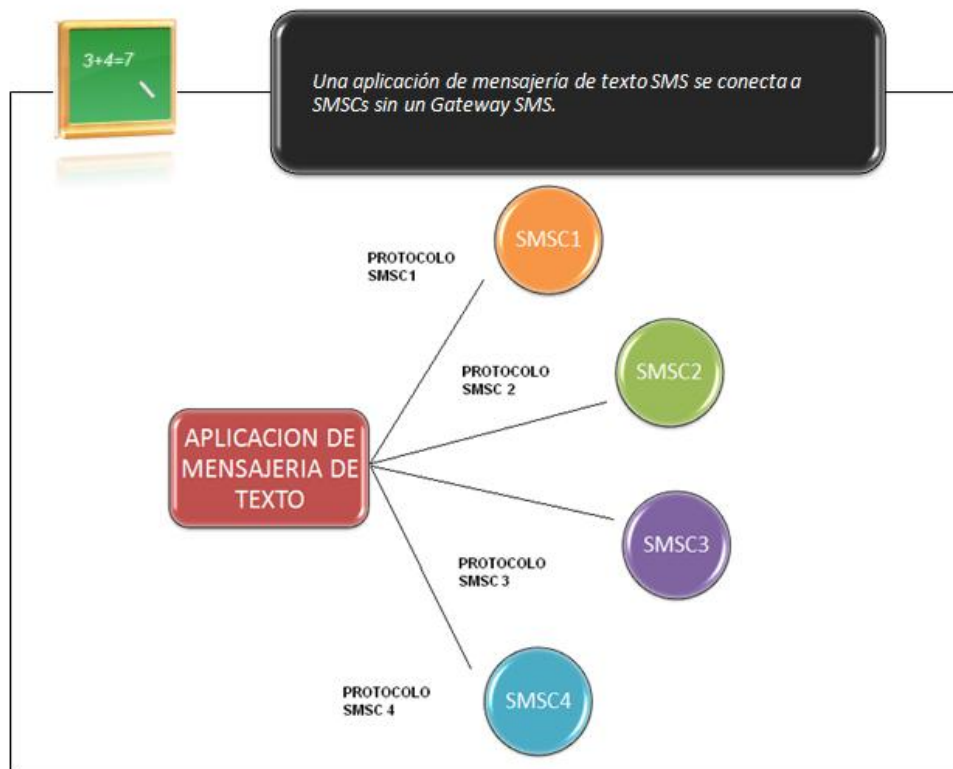 3+4=7
Una aplicación de mensajería de texto SMS se conecta a
SMSCs sin un Gateway SMS.
SMSC1
PROTOCOLO
SMSC1
SMSC2
PROTOCOLO
SMSC 2
APLICACION DE
MENSAJERIA DE
TEXTO
SMSC3
PROTOCOLO
SMSC 3
SMSC4
PROTOCOLO
SMSC 4